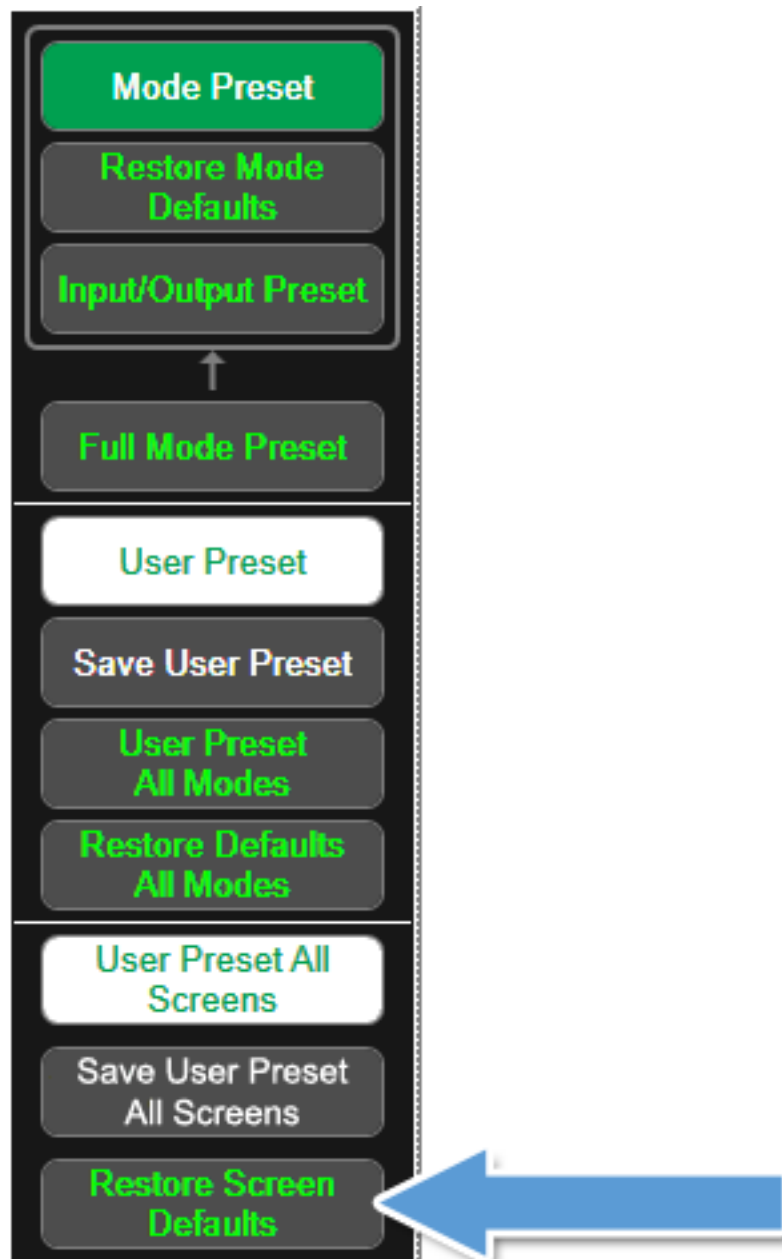 Mode Preset
Restore Mode
Defaults
Input/Output Preset
Full Mode Preset
User Preset
Save User Preset
User Preset
All Modes
Restore Defaults
All Modes
User Preset All
Screens
Save User Preset
All Screens
Restore Screen
Defaults